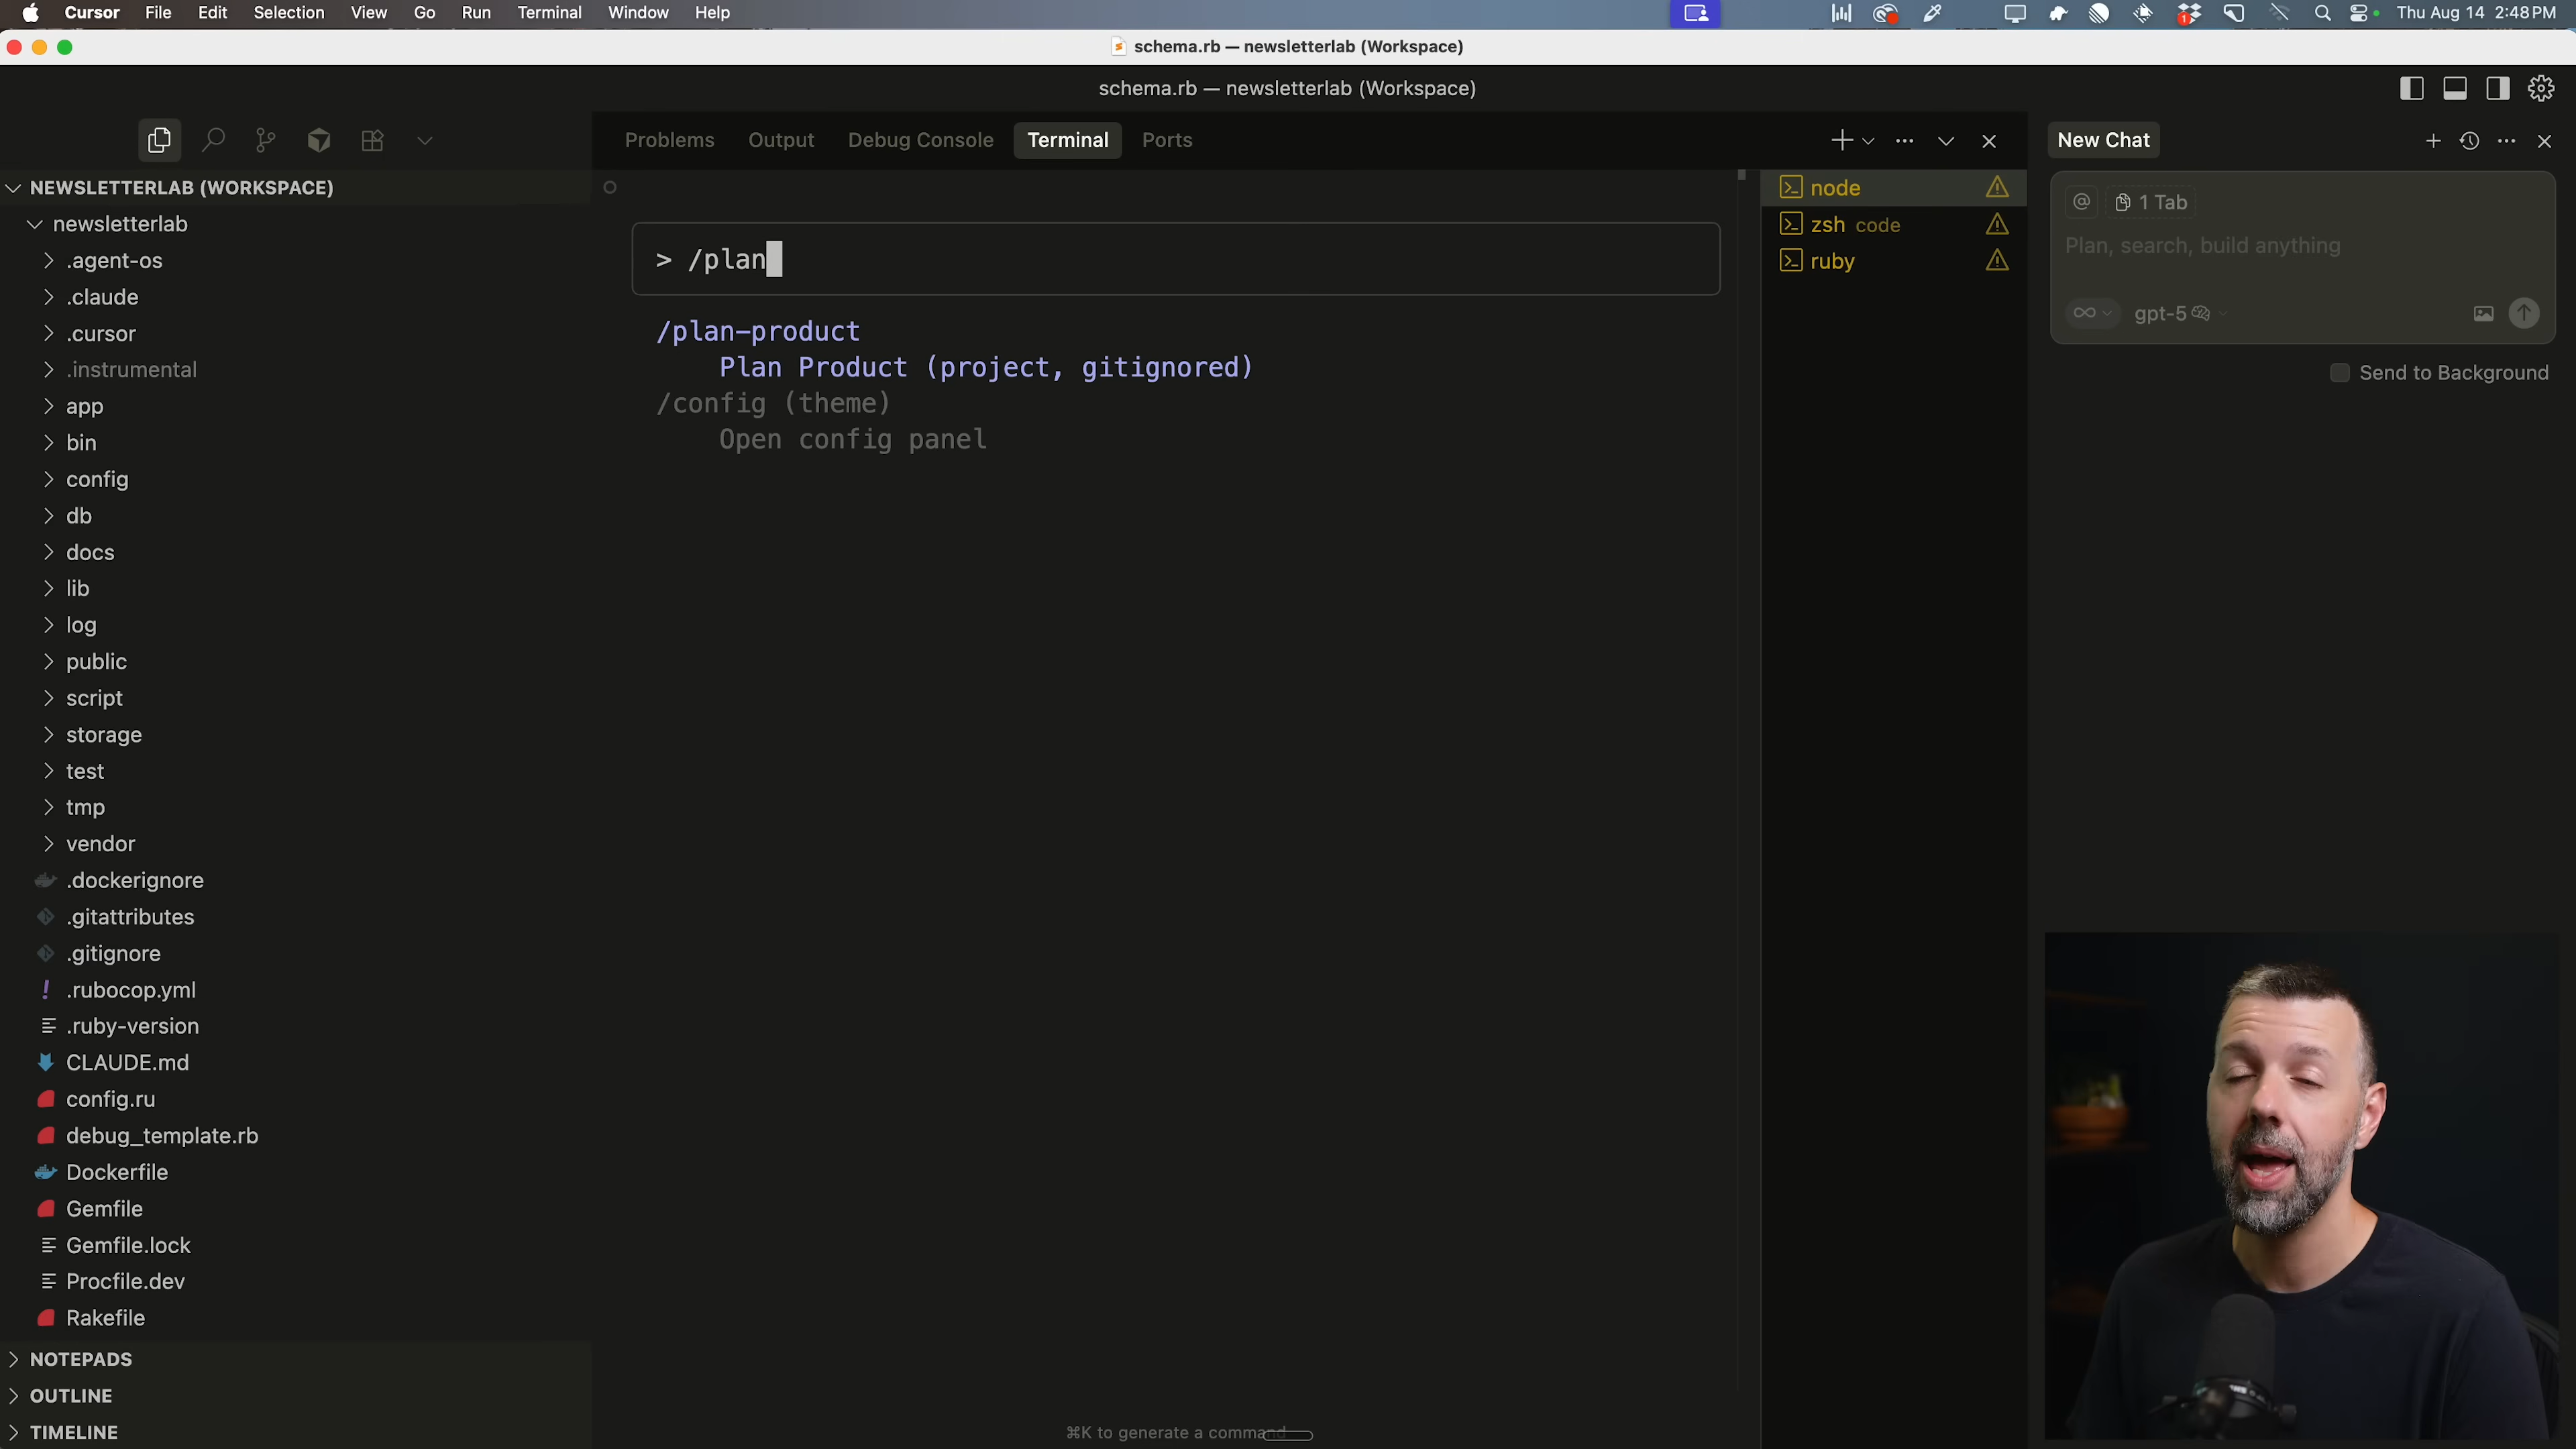 Cursor File Edit Selection View Go Run Terminal Window Help
1 Thu Aug 14 2:48 PM
schema.rb — newsletterlab (Workspace)
schema.rb — newsletterlab (Workspace)
Problems Output Debug Console Terminal Ports
New Chat
NEWSLETTERLAB (WORKSPACE)
newsletterlab
.agent-os
.claude
.cursor
.instrumental
app
bin
config
db
docs
lib
log
public
script
storage
test
tmp
vendor
.dockerignore
.gitattributes
.gitignore
.rubocop.yml
.ruby-version
CLAUDE.md
config.ru
debug_template.rb
Dockerfile
Gemfile
Gemfile.lock
Procfile.dev
Rakefile
NOTEPADS
OUTLINE
TIMELINE
> /plan
/plan-product
Plan Product (project, gitignored)
/config (theme)
Open config panel
⌘K to generate a command
node
zsh code
ruby
@ 1 Tab
Plan, search, build anything
∞ gpt-5
Send to Background